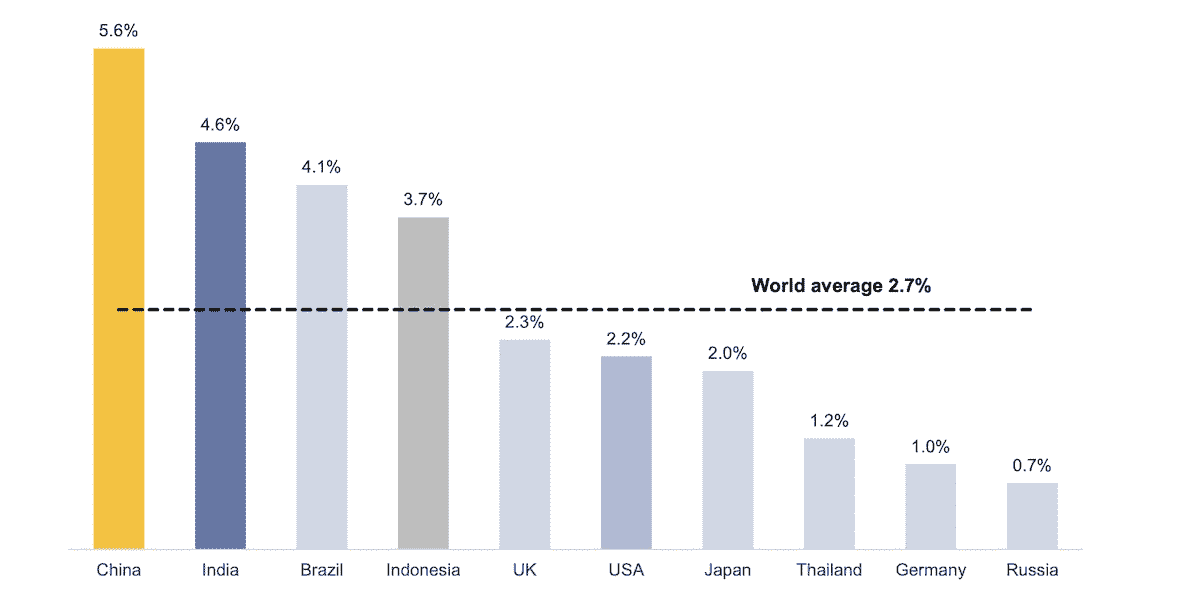 5.6%
4.6%
4.1%
3.7%
World average 2.7%
2.3%
2.2%
2.0%
1.2%
1.0%
0.7%
China
India
Brazil
Indonesia
UK
USA
Japan
Thailand
Germany
Russia